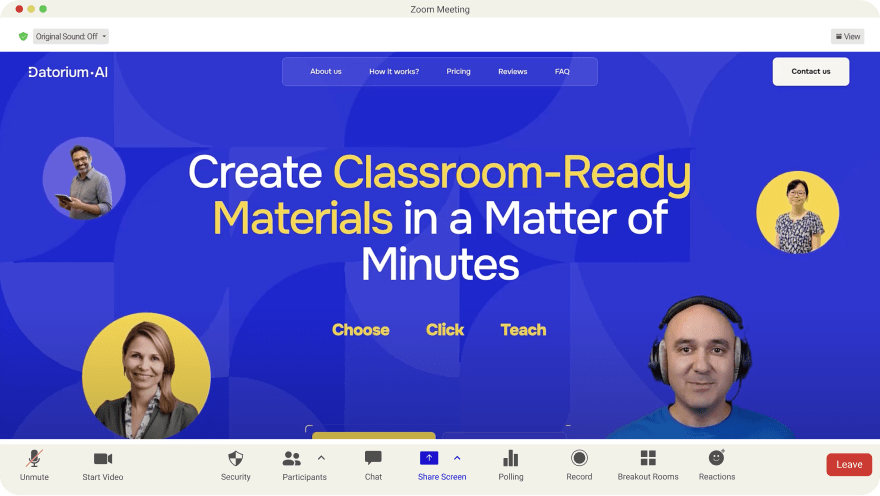 Zoom Meeting
Original Sound: Off
View
Datorium·AI
About us
How it works?
Pricing
Reviews
FAQ
Contact us
Create Classroom-Ready
Materials in a Matter of
Minutes
Choose
Click
Teach
Unmute
Start Video
Security
Participants
Chat
Share Screen
Polling
Record
Breakout Rooms
Reactions
Leave